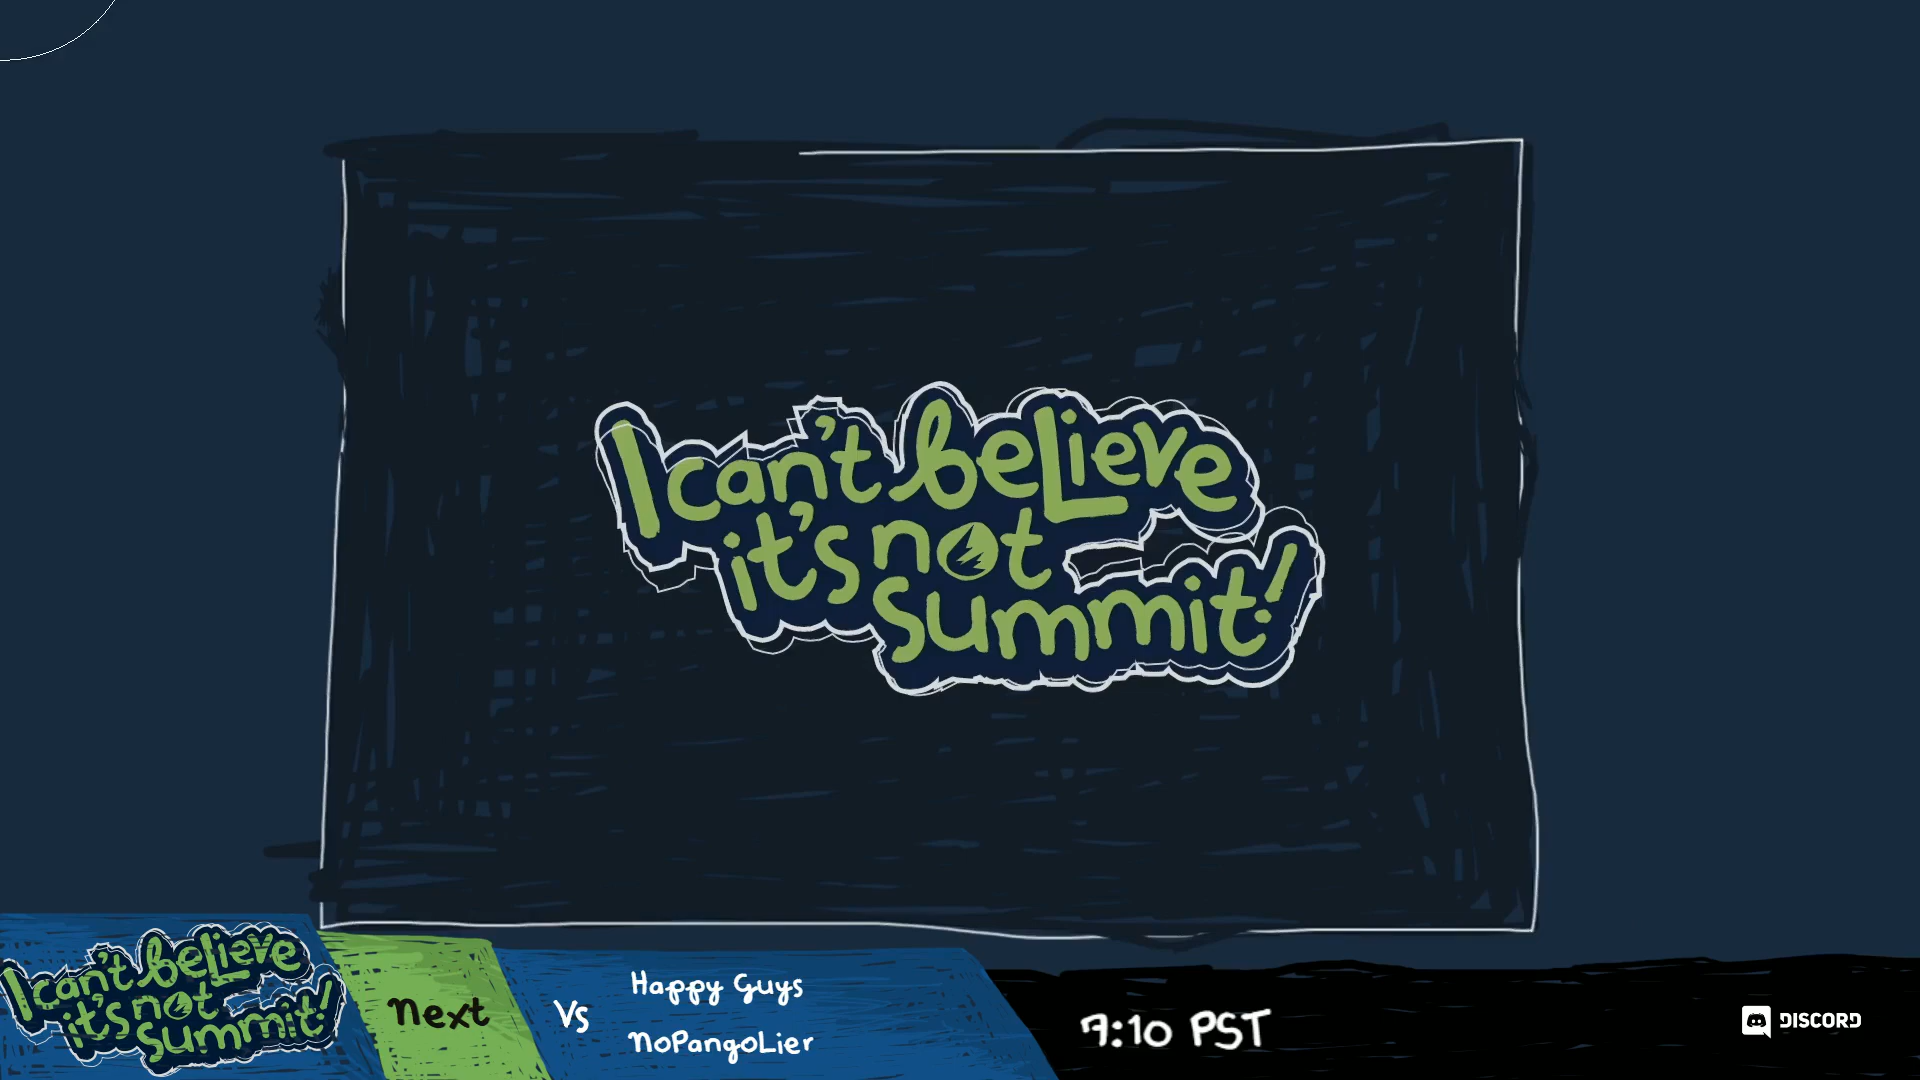 I can't believe
it's not
summit!
I can't believe
it's not
summit!
Next
Vs
Happy Guys
NoPangoLier
7:10 PST
DISCORD